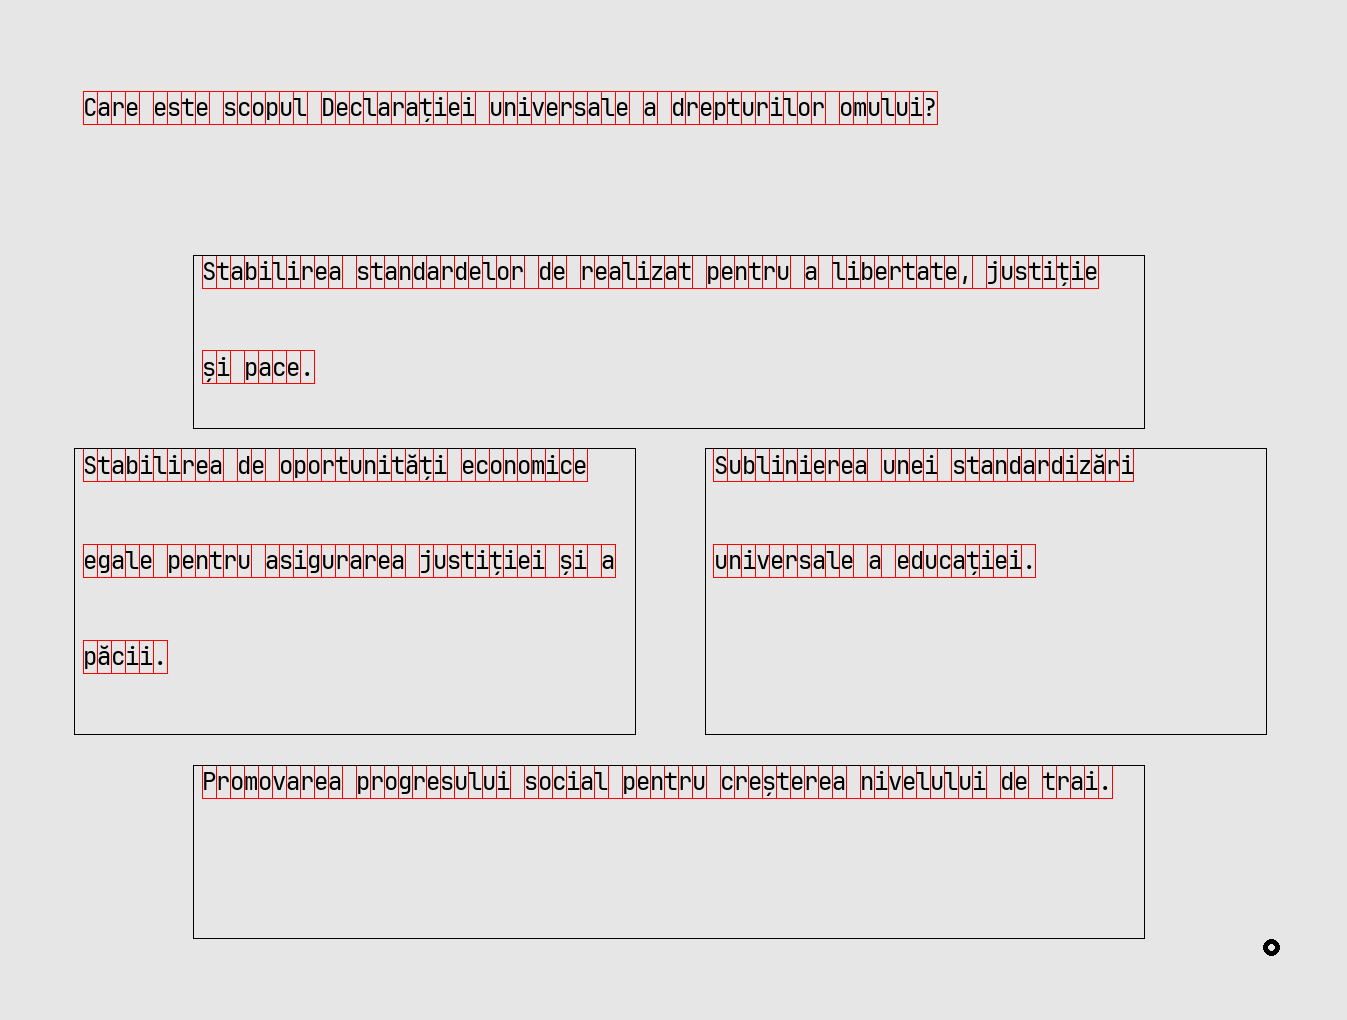 Care este scopul Declarației universale a drepturilor omului?
Stabilirea standardelor de realizat pentru a libertate, justiție
și pace.
Stabilirea de oportunități economice
egale pentru asigurarea justiției și a
păcii.
Sublinierea unei standardizări
universale a educației.
Promovarea progresului social pentru creșterea nivelului de trai.